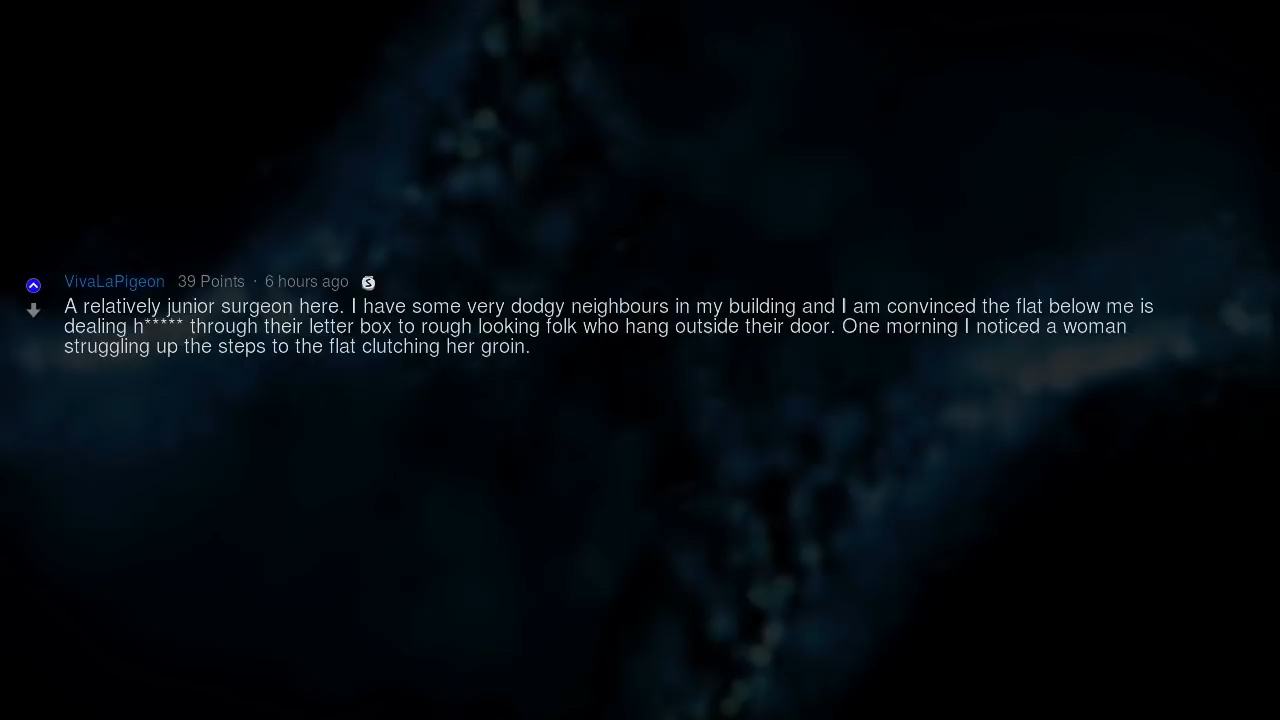 VivaLaPigeon 39 Points · 6 hours ago
A relatively junior surgeon here. I have some very dodgy neighbours in my building and I am convinced the flat below me is
dealing h***** through their letter box to rough looking folk who hang outside their door. One morning I noticed a woman
struggling up the steps to the flat clutching her groin.